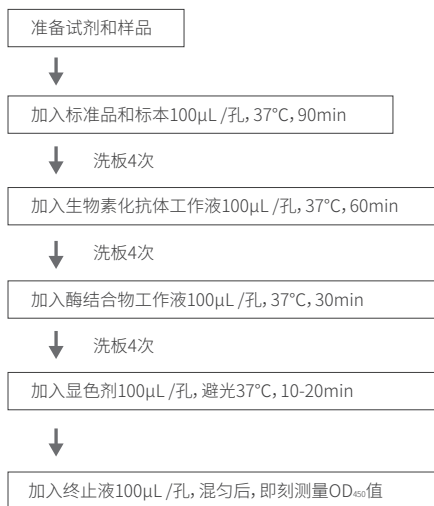 准备试剂和样品
加入标准品和标本100μL /孔，37°C，90min
洗板4次
加入生物素化抗体工作液100μL /孔，37°C，60min
洗板4次
加入酶结合物工作液100μL /孔，37°C，30min
洗板4次
加入显色剂100μL /孔，避光37°C，10-20min
加入终止液100μL /孔，混匀后，即刻测量OD₄₅₀值